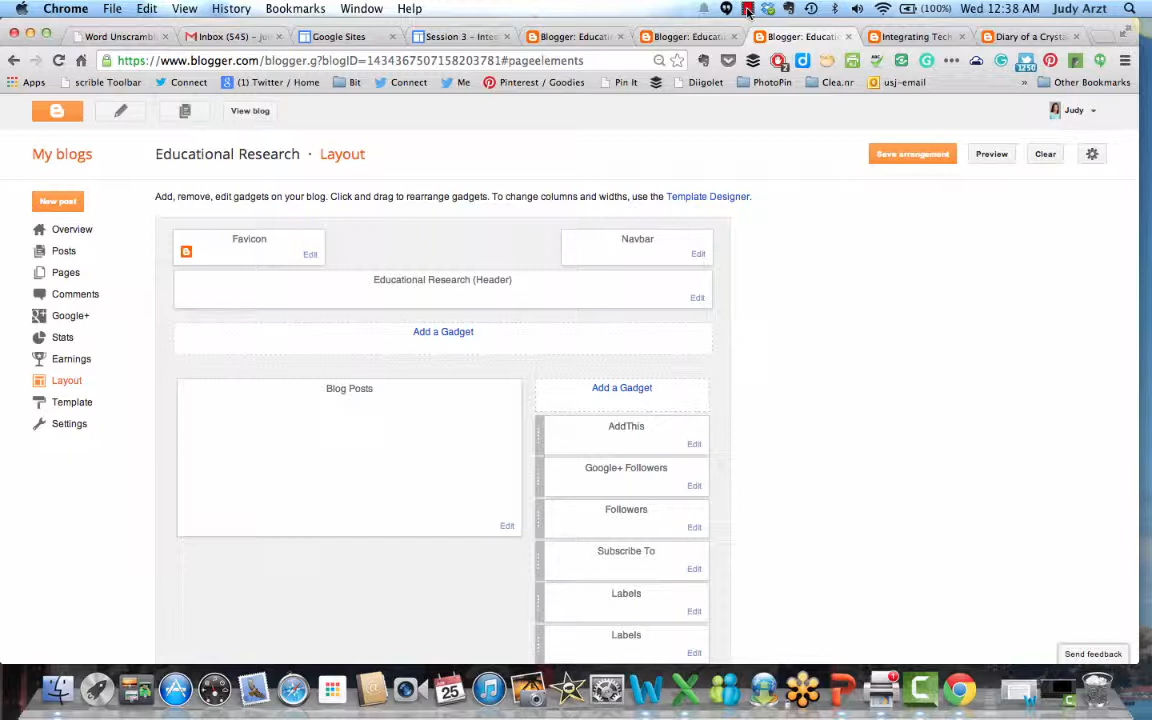 Chrome File Edit View History Bookmarks Window Help (100%) Wed 12:38 AM Judy Arzt
Word Unscramb Inbox (545) – ju Google Sites Session 3 – Inte Blogger: Educati Blogger: Educati Blogger: Educatio Integrating Tech Diary of a Crysta
https://www.blogger.com/blogger.g?blogID=1434367507158203781#pageelements
Apps scrible Toolbar Connect (1) Twitter / Home Bit Connect Me Pinterest / Goodies Pin It Diigolet PhotoPin Clea.nr usj-email » Other Bookmarks
View blog Judy
My blogs Educational Research · Layout Save arrangement Preview Clear
Add, remove, edit gadgets on your blog. Click and drag to rearrange gadgets. To change columns and widths, use the Template Designer.
New post
Overview
Posts
Pages
Comments
Google+
Stats
Earnings
Layout
Template
Settings
Favicon
Edit
Navbar
Edit
Educational Research (Header)
Edit
Add a Gadget
Blog Posts
Edit
Add a Gadget
AddThis
Edit
Google+ Followers
Edit
Followers
Edit
Subscribe To
Edit
Labels
Edit
Labels
Edit
Send feedback
25
1